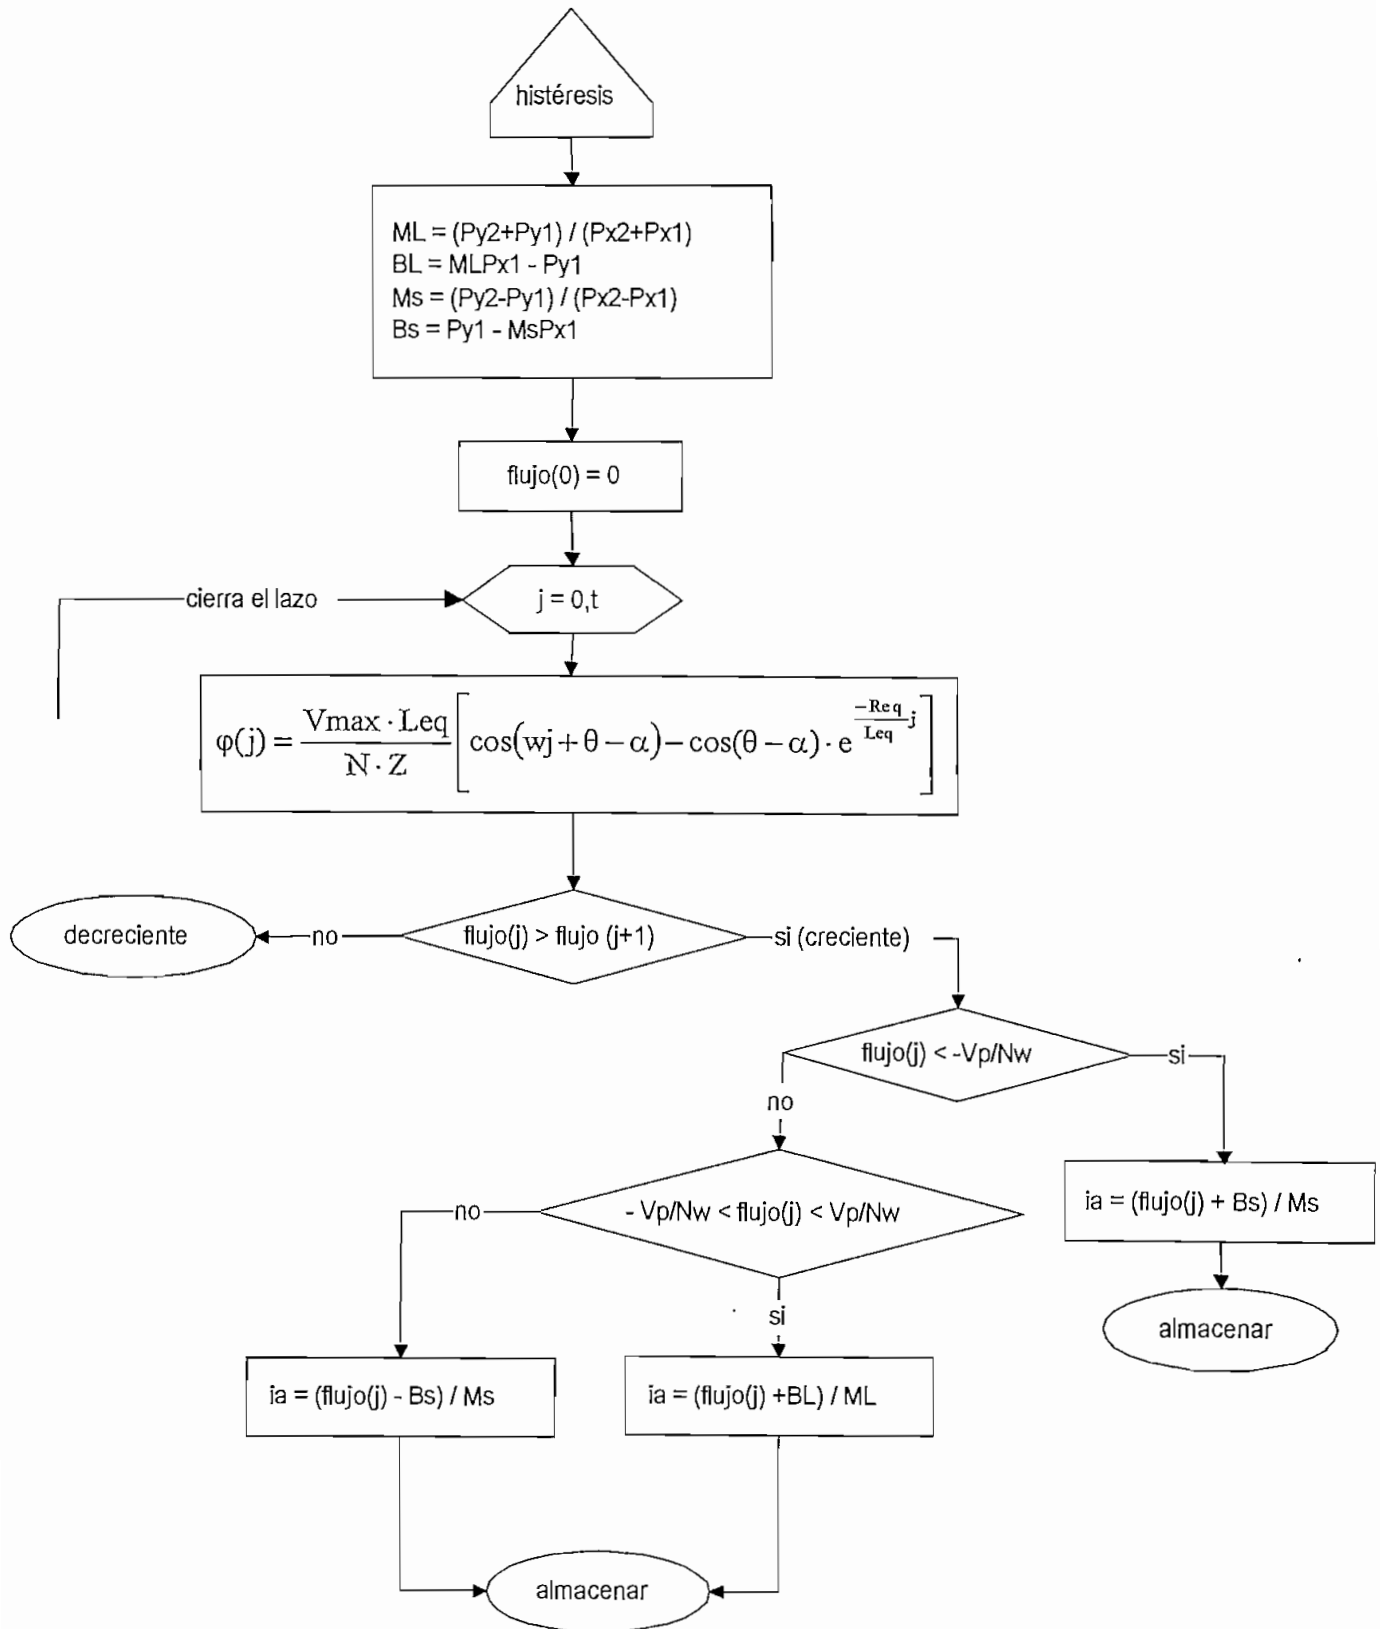 histéresis
ML = (Py2+Py1) / (Px2+Px1)
BL = MLPx1 - Py1
Ms = (Py2-Py1) / (Px2-Px1)
Bs = Py1 - MsPx1
flujo(0) = 0
cierra el lazo
j = 0,t
φ(j) = Vmax · Leq / N · Z [cos(wj + θ − α) − cos(θ − α) · e^(-Req/Leq j)]
decreciente
no
flujo(j) > flujo (j+1)
si (creciente)
flujo(j) < -Vp/Nw
si
no
no
- Vp/Nw < flujo(j) < Vp/Nw
ia = (flujo(j) + Bs) / Ms
si
almacenar
ia = (flujo(j) - Bs) / Ms
ia = (flujo(j) +BL) / ML
almacenar